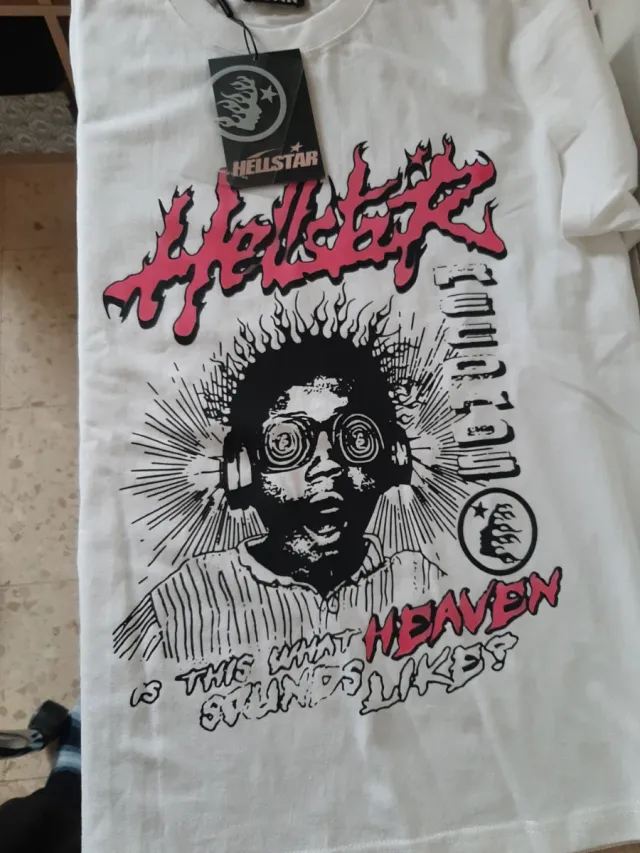 HELLSTAR
Hellstar
IS THIS WHAT HEAVEN
SOUNDS LIKE?